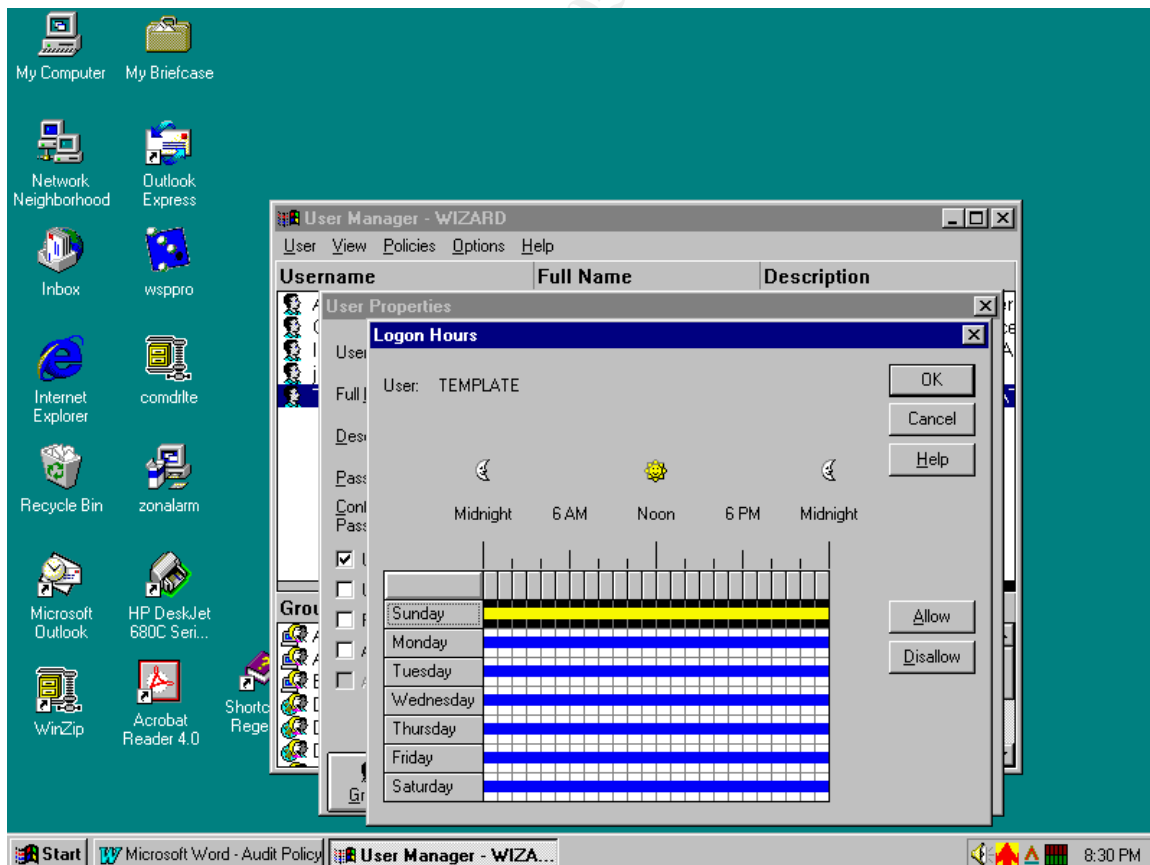 My Computer
My Briefcase
Network Neighborhood
Outlook Express
Inbox
wsppro
Internet Explorer
comdrlte
Recycle Bin
zonalarm
Microsoft Outlook
HP DeskJet 680C Seri...
WinZip
Acrobat Reader 4.0
User Manager - WIZARD
User View Policies Options Help
Username Full Name Description
User Properties
Logon Hours
User: TEMPLATE
OK
Cancel
Help
Midnight 6 AM Noon 6 PM Midnight
Sunday
Monday
Tuesday
Wednesday
Thursday
Friday
Saturday
Allow
Disallow
Full
Start
Microsoft Word - Audit Policy
User Manager - WIZA...
8:30 PM